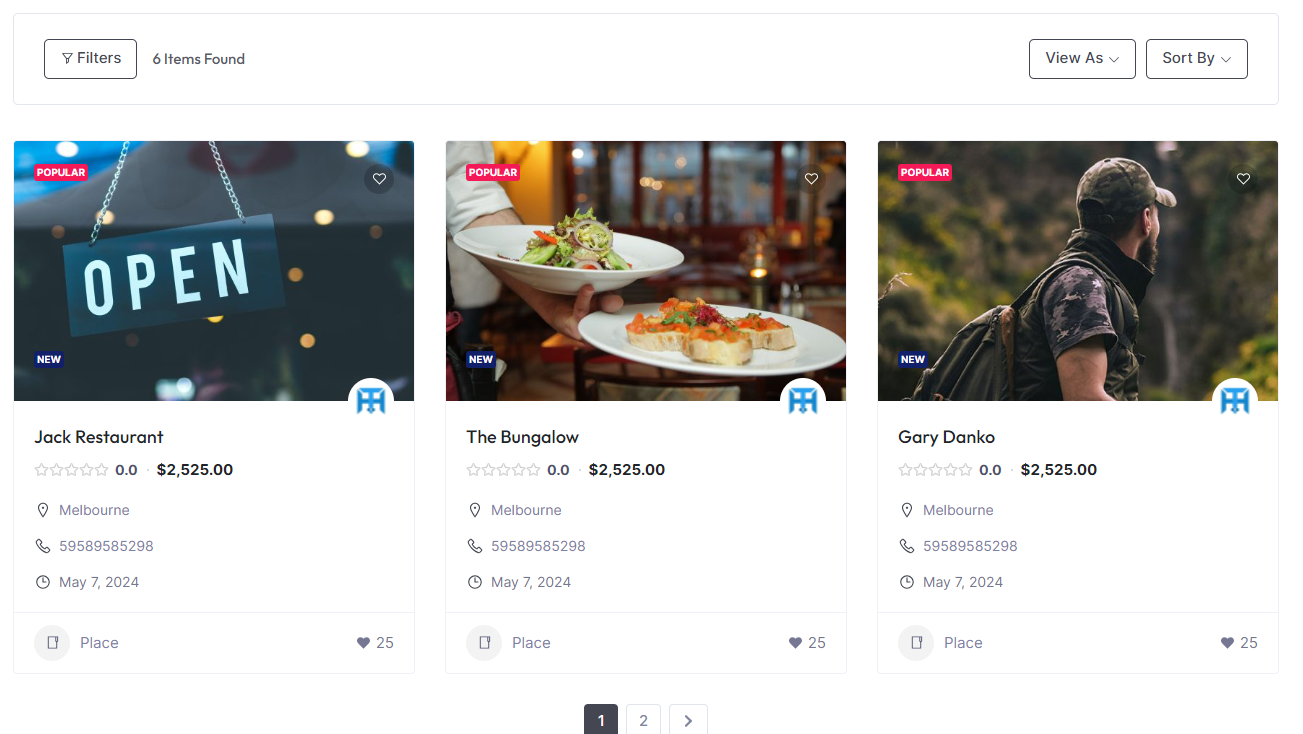 Filters
6 Items Found
View As
Sort By
POPULAR
OPEN
NEW
Jack Restaurant
0.0 · $2,525.00
Melbourne
59589585298
May 7, 2024
Place
25
POPULAR
NEW
The Bungalow
0.0 · $2,525.00
Melbourne
59589585298
May 7, 2024
Place
25
POPULAR
NEW
Gary Danko
0.0 · $2,525.00
Melbourne
59589585298
May 7, 2024
Place
25
1
2